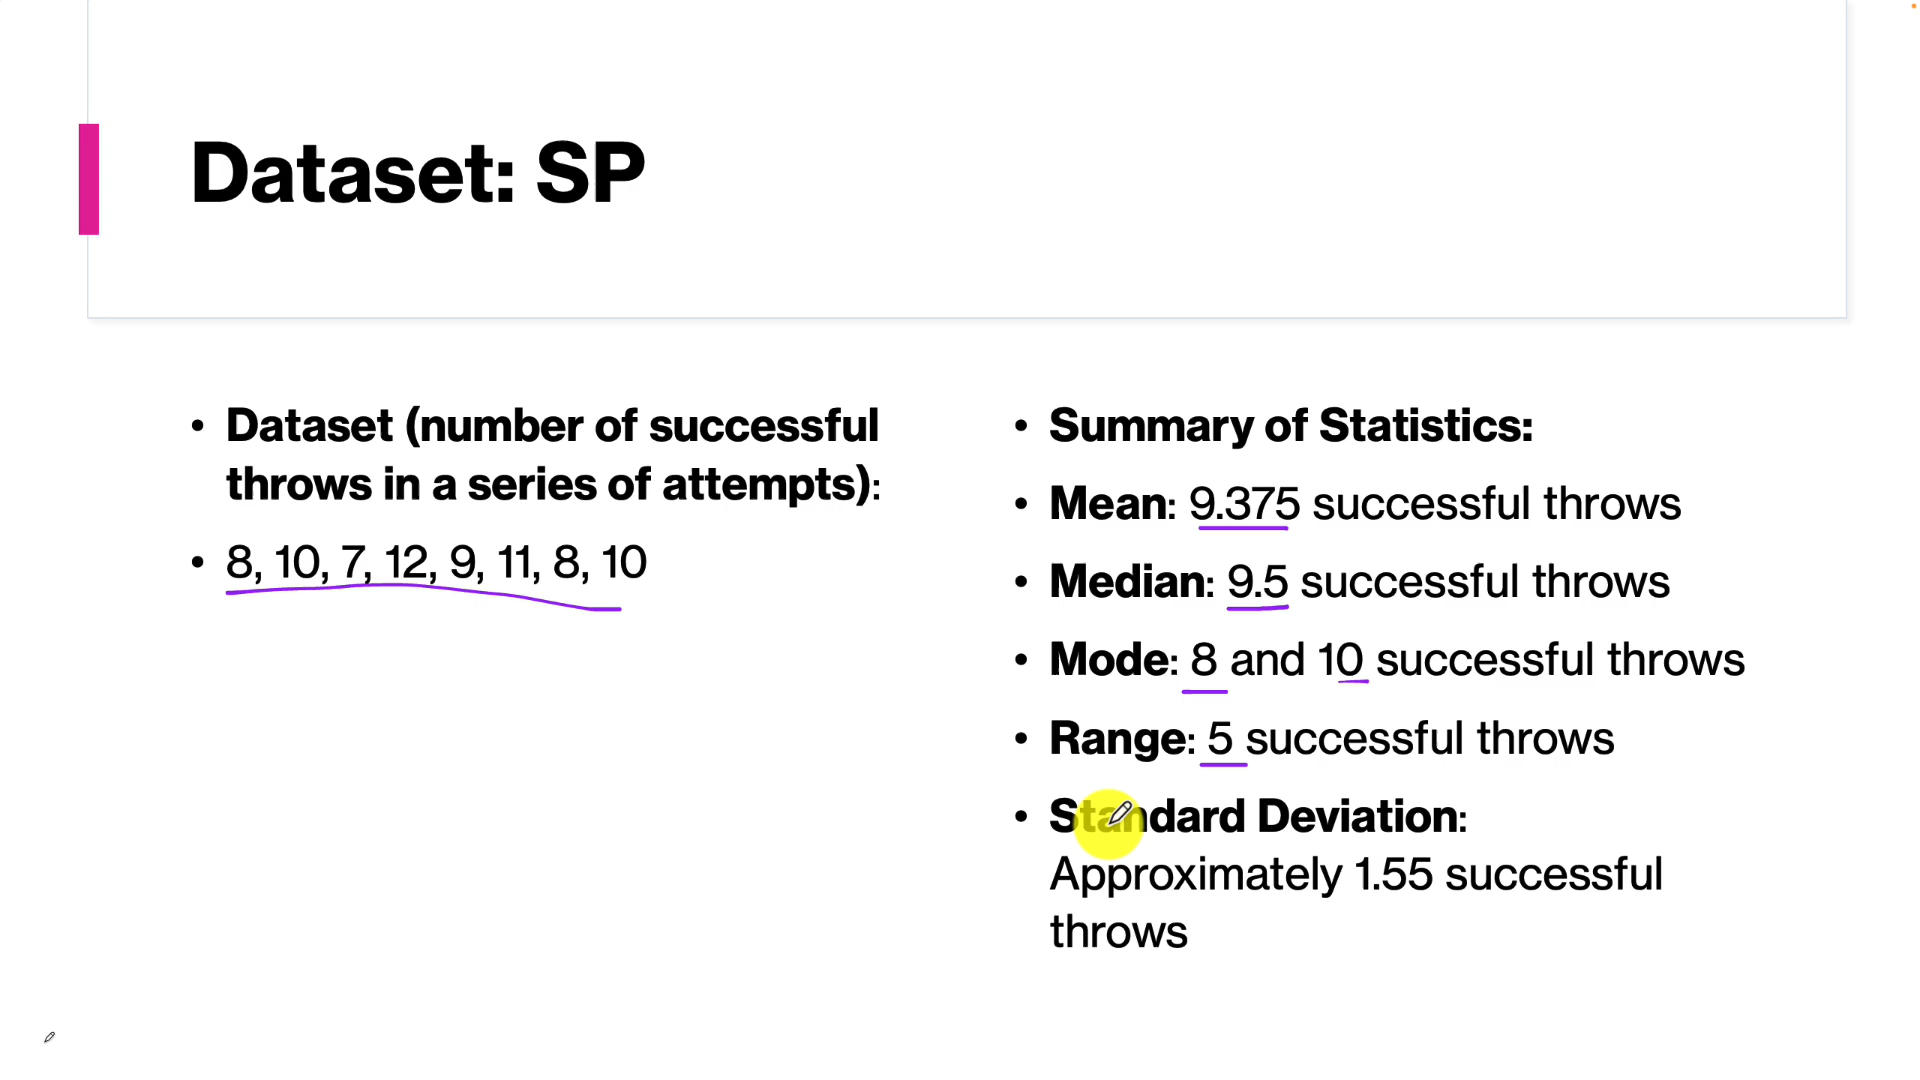 Dataset: SP
• Dataset (number of successful
throws in a series of attempts):
• 8, 10, 7, 12, 9, 11, 8, 10
• Summary of Statistics:
• Mean: 9.375 successful throws
• Median: 9.5 successful throws
• Mode: 8 and 10 successful throws
• Range: 5 successful throws
• Standard Deviation:
Approximately 1.55 successful
throws